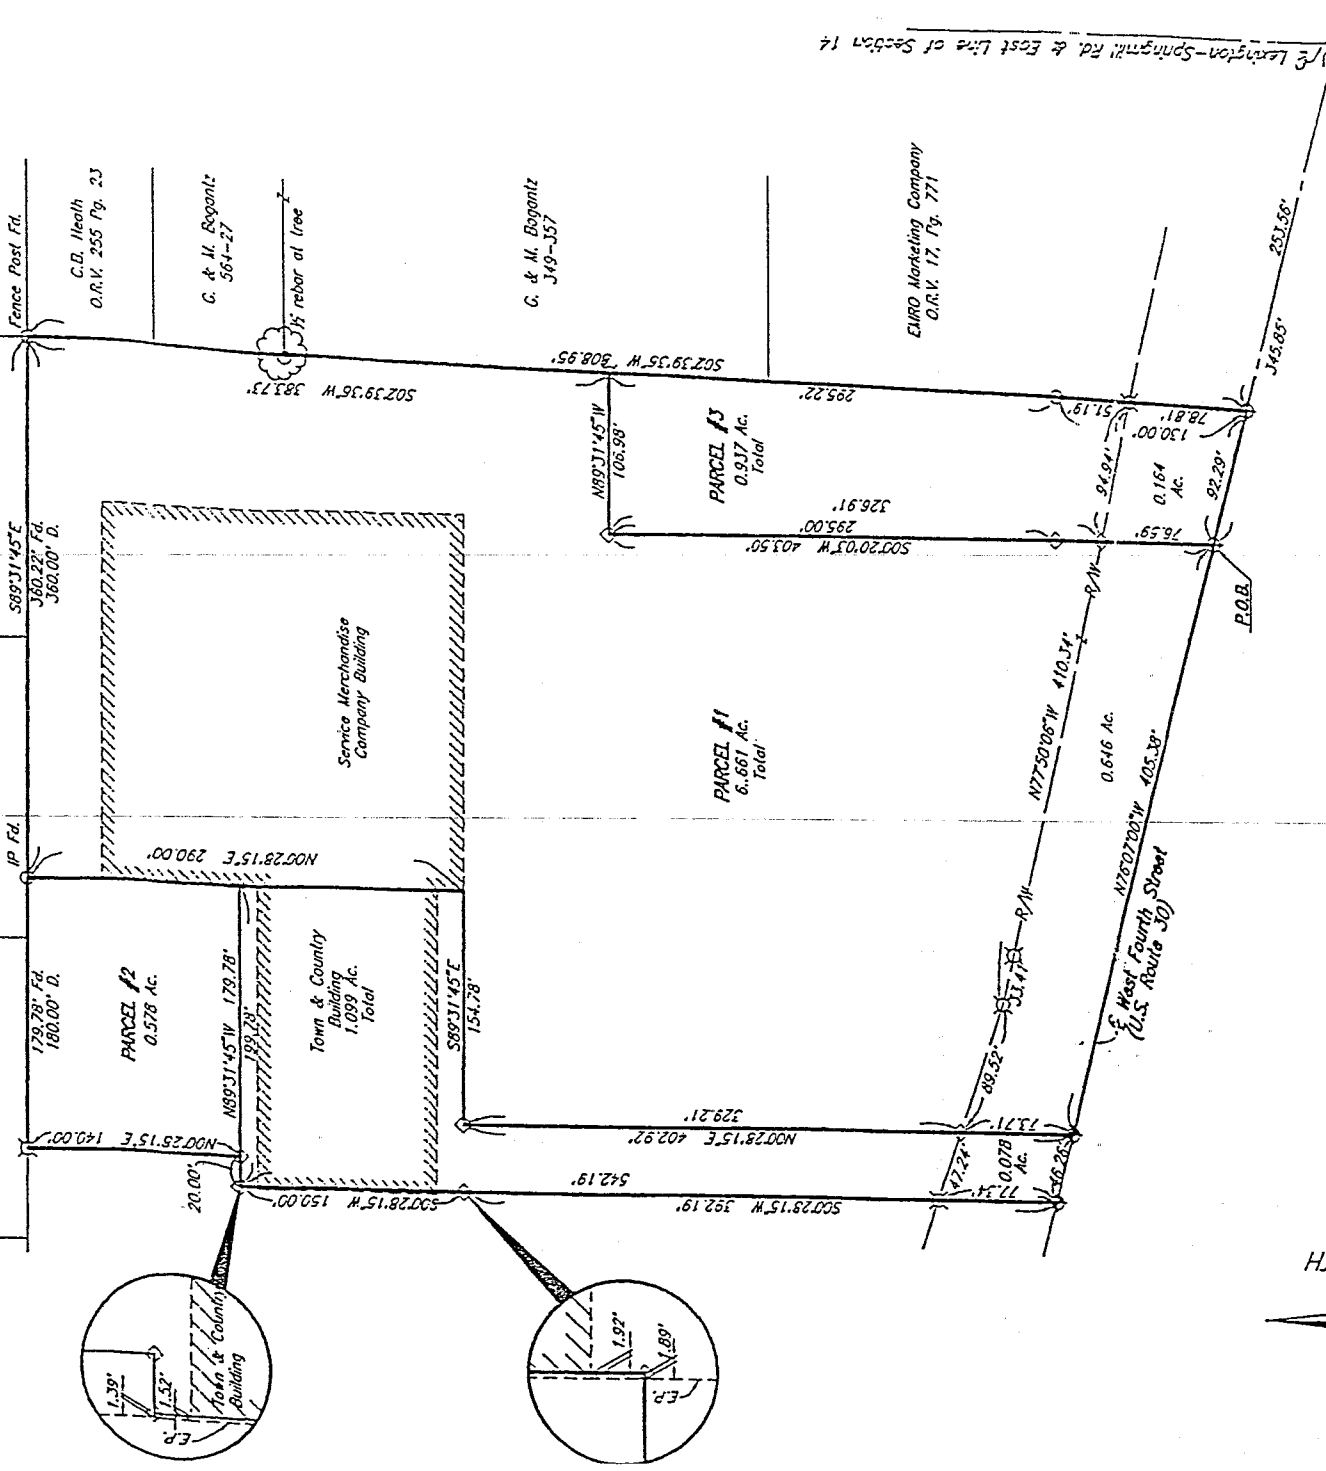 ℄ Lexington-Springmill Rd. & East Line of Section 14
Fence Post Fd.
C.D. Heath
O.R.V. 255 Pg. 23
G. & M. Bogantz
564-27
½ rebar at tree
G. & M. Bogantz
349-357
EMRO Marketing Company
O.R.V. 17, Pg. 771
253.56'
345.85'
S89°31'45"E
360.22' Fd.
360.00' D.
S02°39'36"W 383.73'
S02°39'35"W 808.95'
295.22'
51.19'
78.81'
130.00'
N89°31'45"W
106.98'
PARCEL #3
0.937 Ac.
Total
326.91'
295.00'
S00°20'03"W 403.50'
94.94'
0.164
Ac.
92.29'
76.59'
P.O.B.
Service Merchandise
Company Building
IP Fd.
N00°28'15"E 290.00'
PARCEL #1
6.661 Ac.
Total
R/W
N77°50'06"W 410.34'
0.646 Ac.
N76°07'00"W 405.38'
R/W
33.47'
89.52'
℄ West Fourth Street
(U.S. Route 30)
179.78' Fd.
180.00' D.
PARCEL #2
0.578 Ac.
N89°31'45"W 179.78'
199.78'
Town & Country
Building
1.099 Ac.
Total
S89°31'45"E
154.78'
N00°28'15"E 140.00'
20.00'
329.21'
N00°28'15"E 402.92'
73.71'
47.24'
0.078
Ac.
46.26'
77.34'
S00°28'15"W 150.00'
542.19'
S00°28'15"W 392.19'
1.39'
1.52'
Town & Country
Building
E.P.
1.92'
1.89'
E.P.